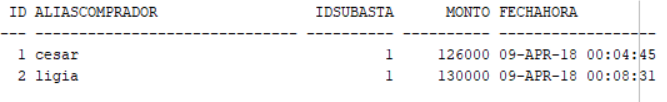 ID ALIASCOMPRADOR IDSUBASTA MONTO FECHAHORA
--- ------------------------------ ---------- ---------- ------------------
1 cesar 1 126000 09-APR-18 00:04:45
2 ligia 1 130000 09-APR-18 00:08:31